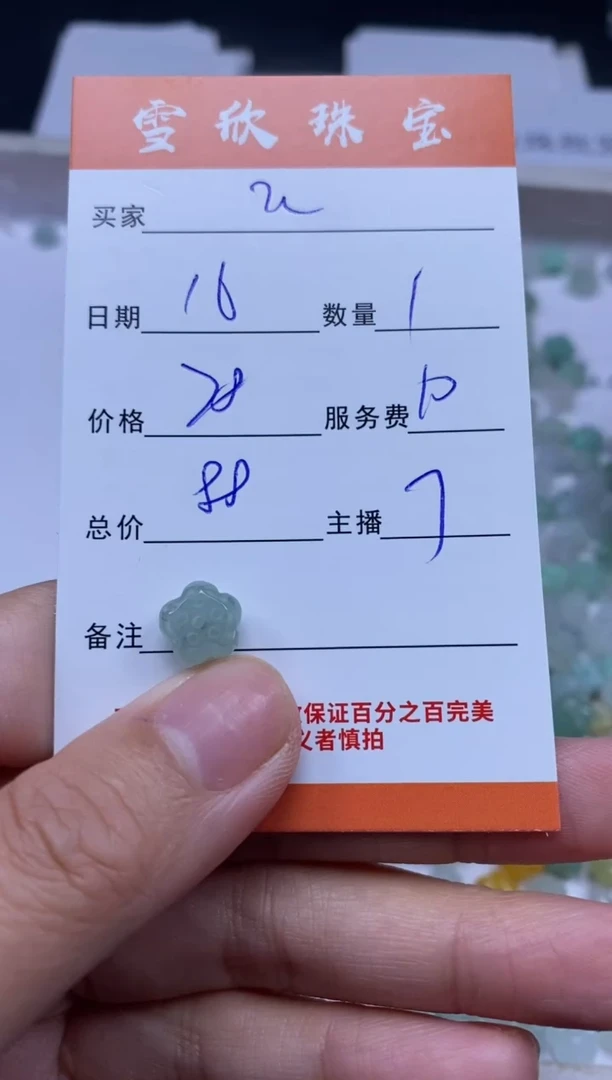 雪欣珠宝
买家
日期 16 数量 1
价格 78 服务费 10
总价 88 主播 7
备注
保证百分之百完美
义者慎拍